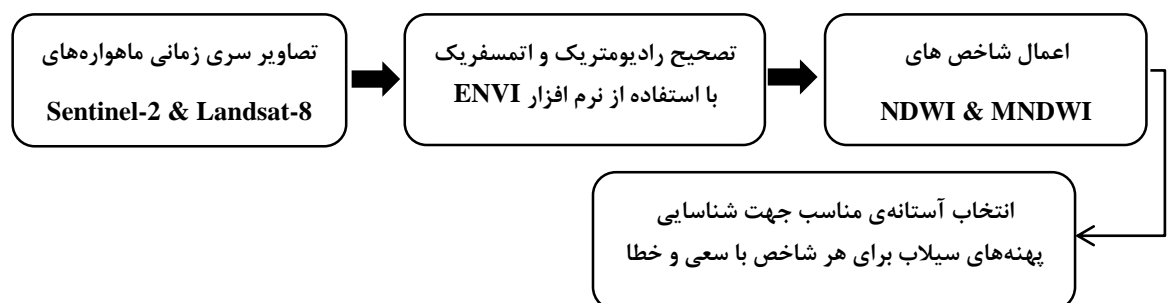 تصاویر سری زمانی ماهواره‌های
Sentinel-2 & Landsat-8
تصحیح رادیومتریک و اتمسفریک
با استفاده از نرم افزار ENVI
اعمال شاخص های
NDWI & MNDWI
انتخاب آستانه‌ی مناسب جهت شناسایی
پهنه‌های سیلاب برای هر شاخص با سعی و خطا